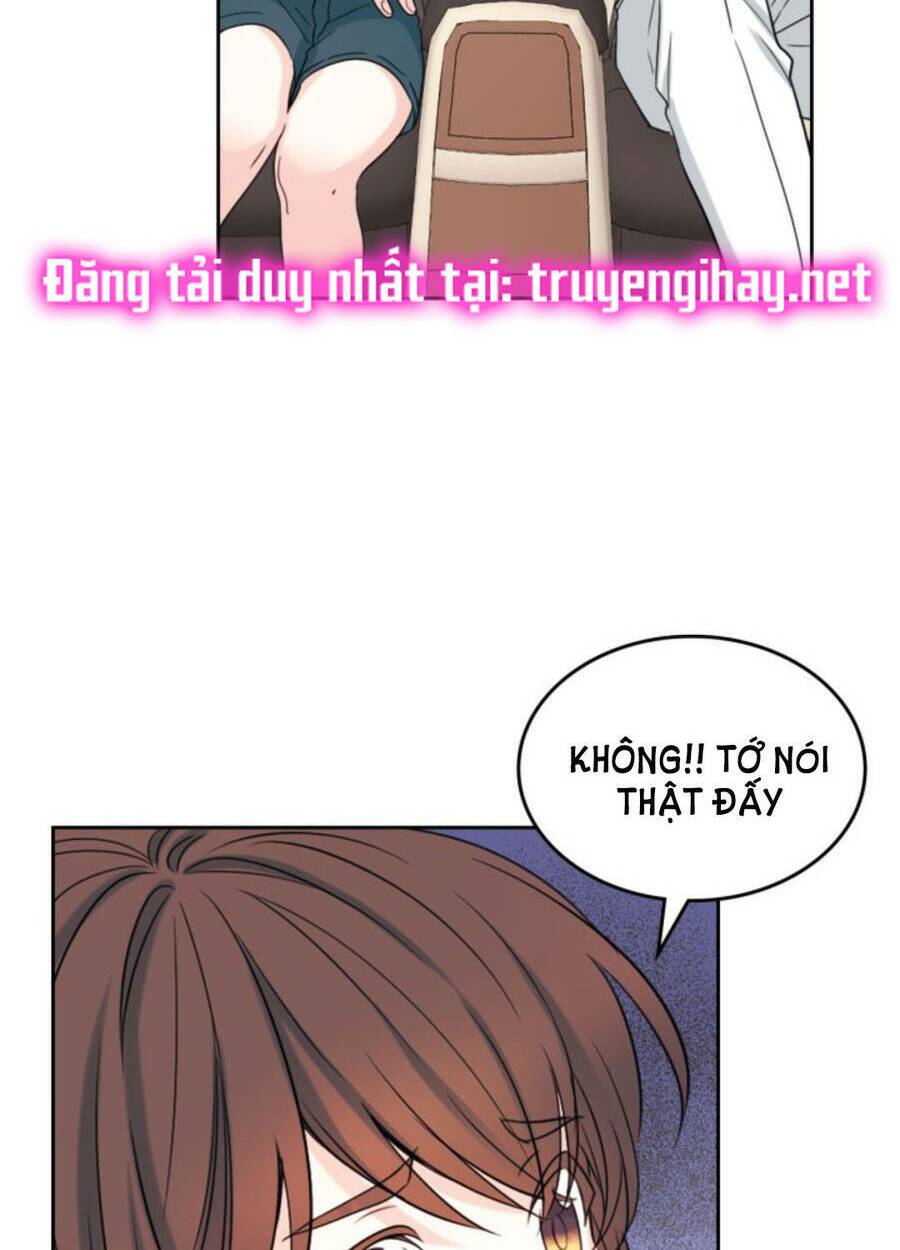 Đăng tải duy nhất tại: truyengihay.net
KHÔNG!! TỚ NÓI
THẬT ĐẤY